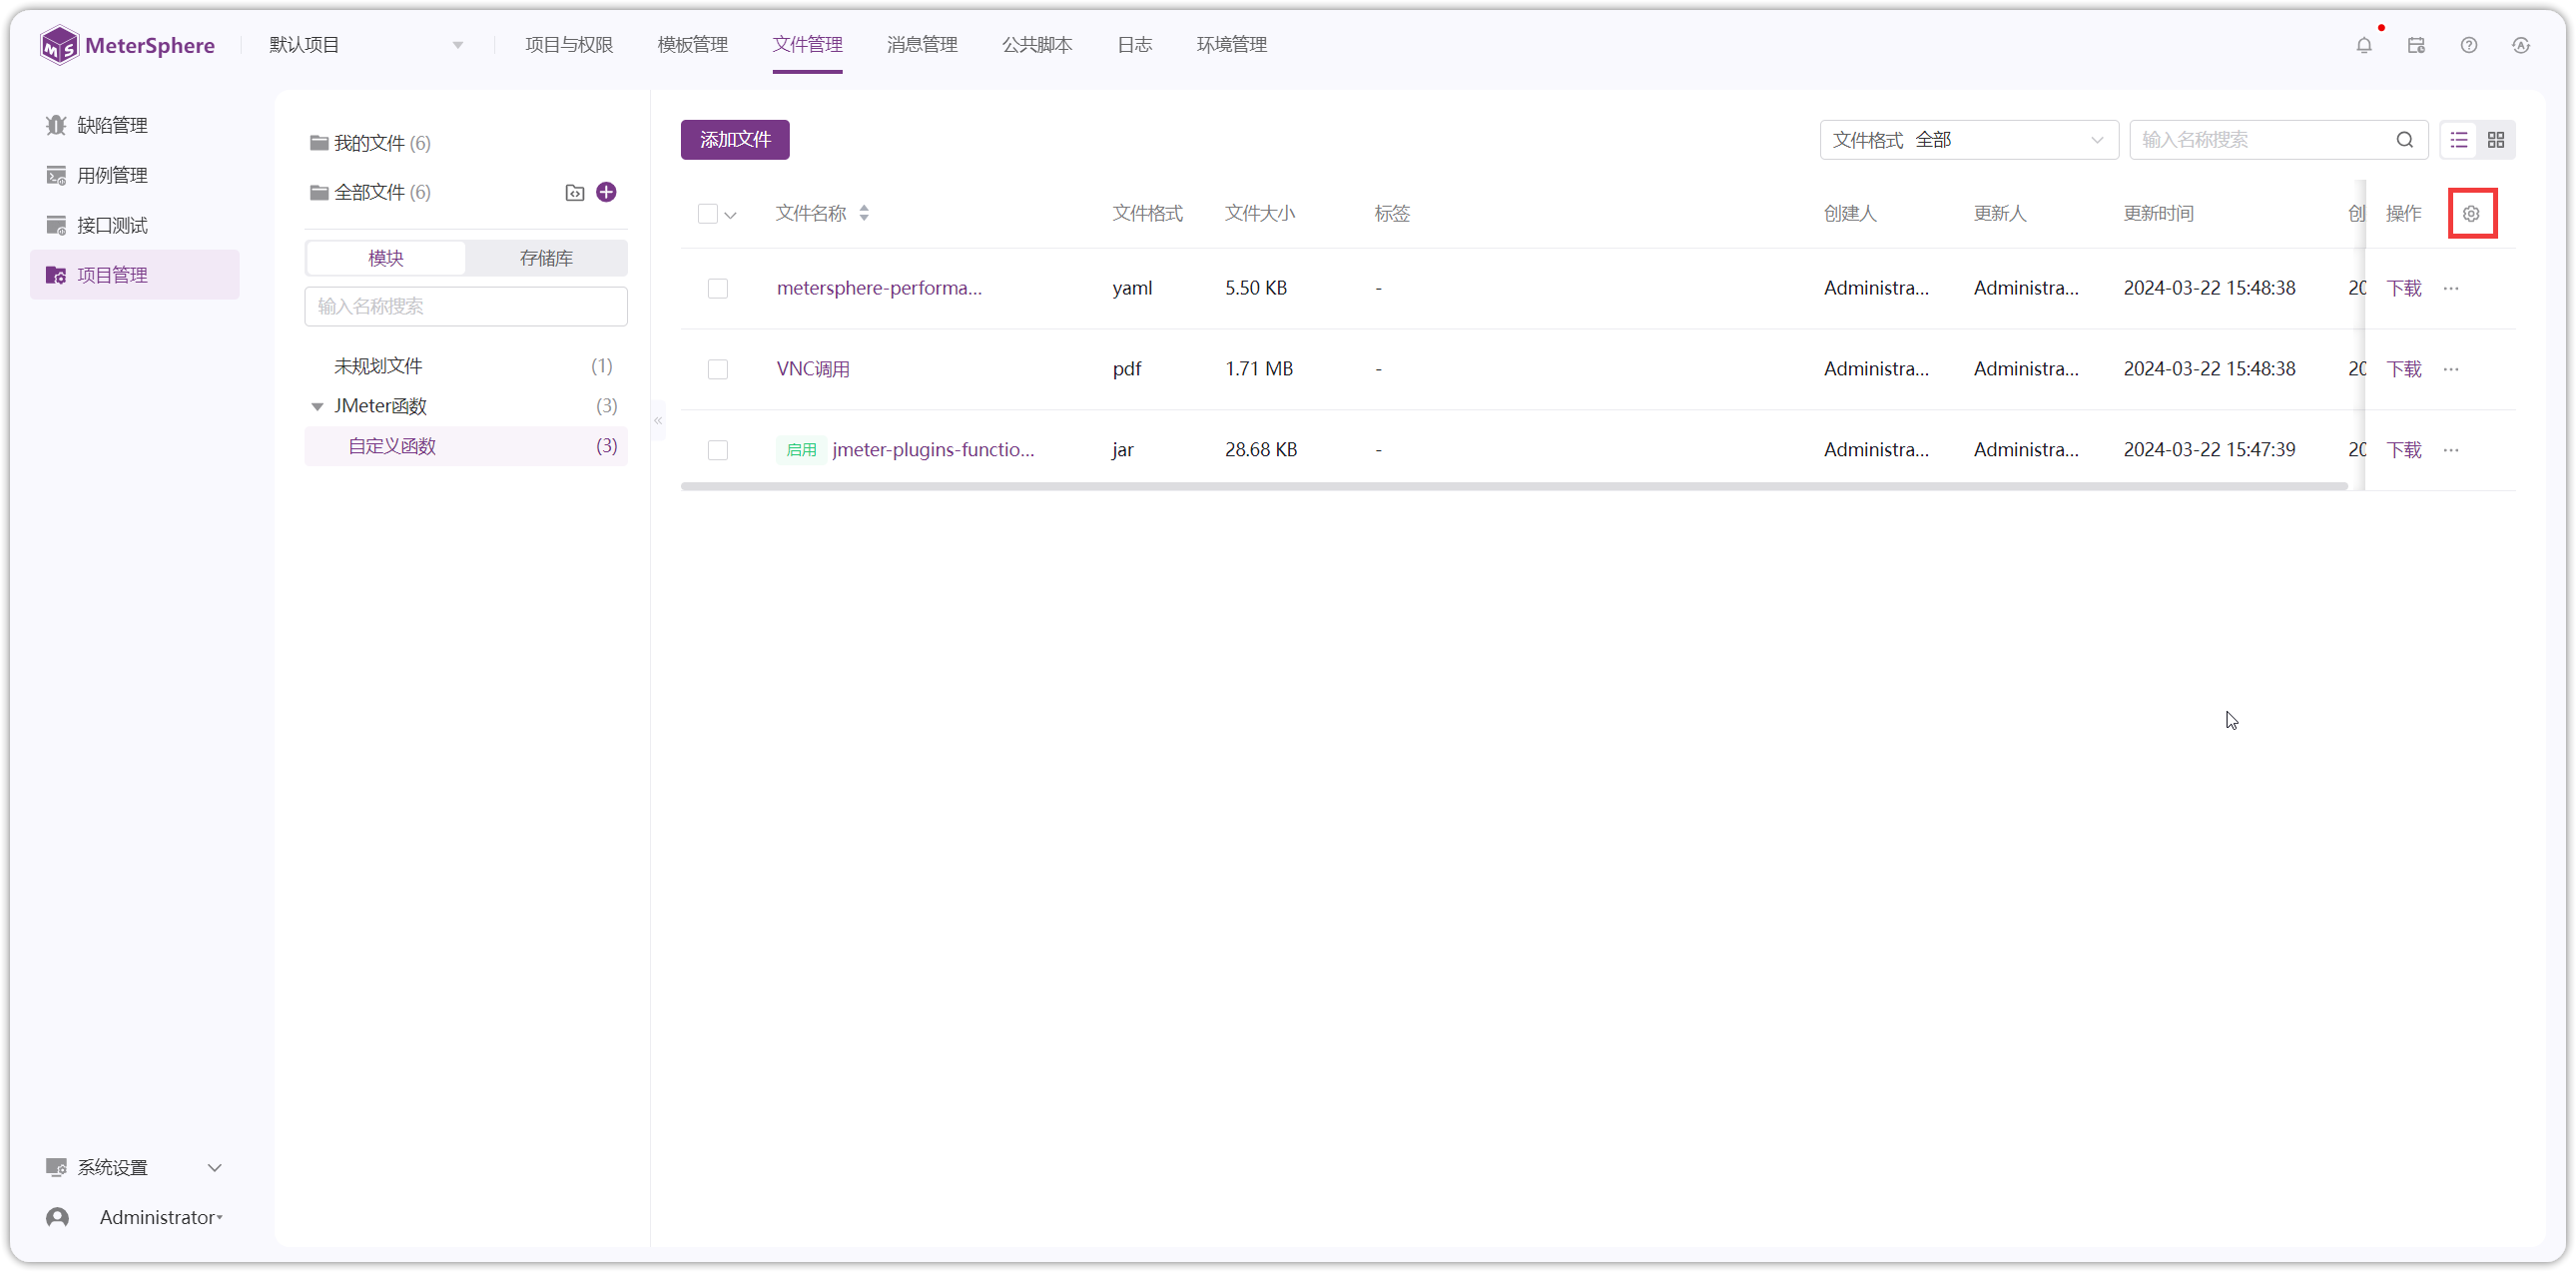 MeterSphere 默认项目 项目与权限 模板管理 文件管理 消息管理 公共脚本 日志 环境管理
缺陷管理
用例管理
接口测试
项目管理
系统设置
Administrator
我的文件 (6)
全部文件 (6)
模块 存储库
输入名称搜索
未规划文件 (1)
JMeter函数 (3)
自定义函数 (3)
添加文件 文件格式 全部 输入名称搜索
文件名称 文件格式 文件大小 标签 创建人 更新人 更新时间 创 操作
metersphere-performa... yaml 5.50 KB - Administra... Administra... 2024-03-22 15:48:38 20 下载 ...
VNC调用 pdf 1.71 MB - Administra... Administra... 2024-03-22 15:48:38 20 下载 ...
启用 jmeter-plugins-functio... jar 28.68 KB - Administra... Administra... 2024-03-22 15:47:39 20 下载 ...